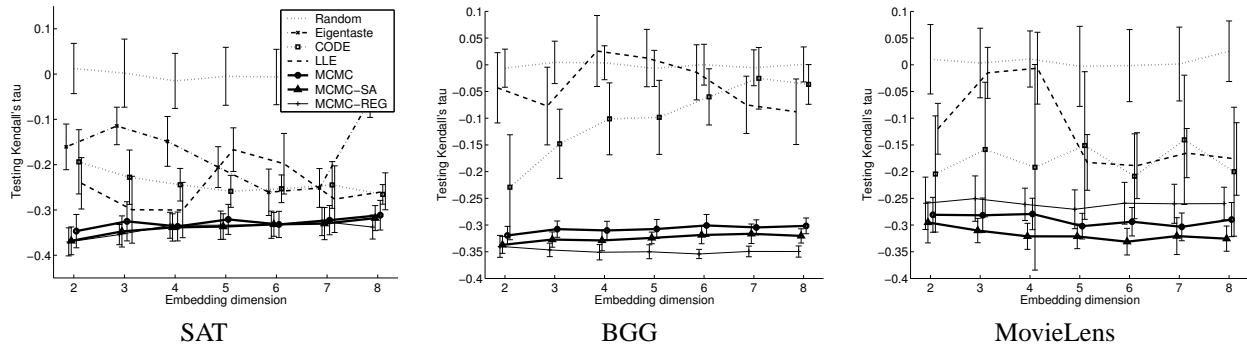 0.1
0
−0.1
−0.2
−0.3
−0.4
Testing Kendall's tau
2 3 4 5 6 7 8
Embedding dimension
Random
Eigentaste
CODE
LLE
MCMC
MCMC−SA
MCMC−REG
SAT
0.1
0.05
0
−0.05
−0.1
−0.15
−0.2
−0.25
−0.3
−0.35
−0.4
Testing Kendall's tau
2 3 4 5 6 7 8
Embedding dimension
BGG
0.1
0.05
0
−0.05
−0.1
−0.15
−0.2
−0.25
−0.3
−0.35
−0.4
Testing Kendall's tau
2 3 4 5 6 7 8
Embedding dimension
MovieLens